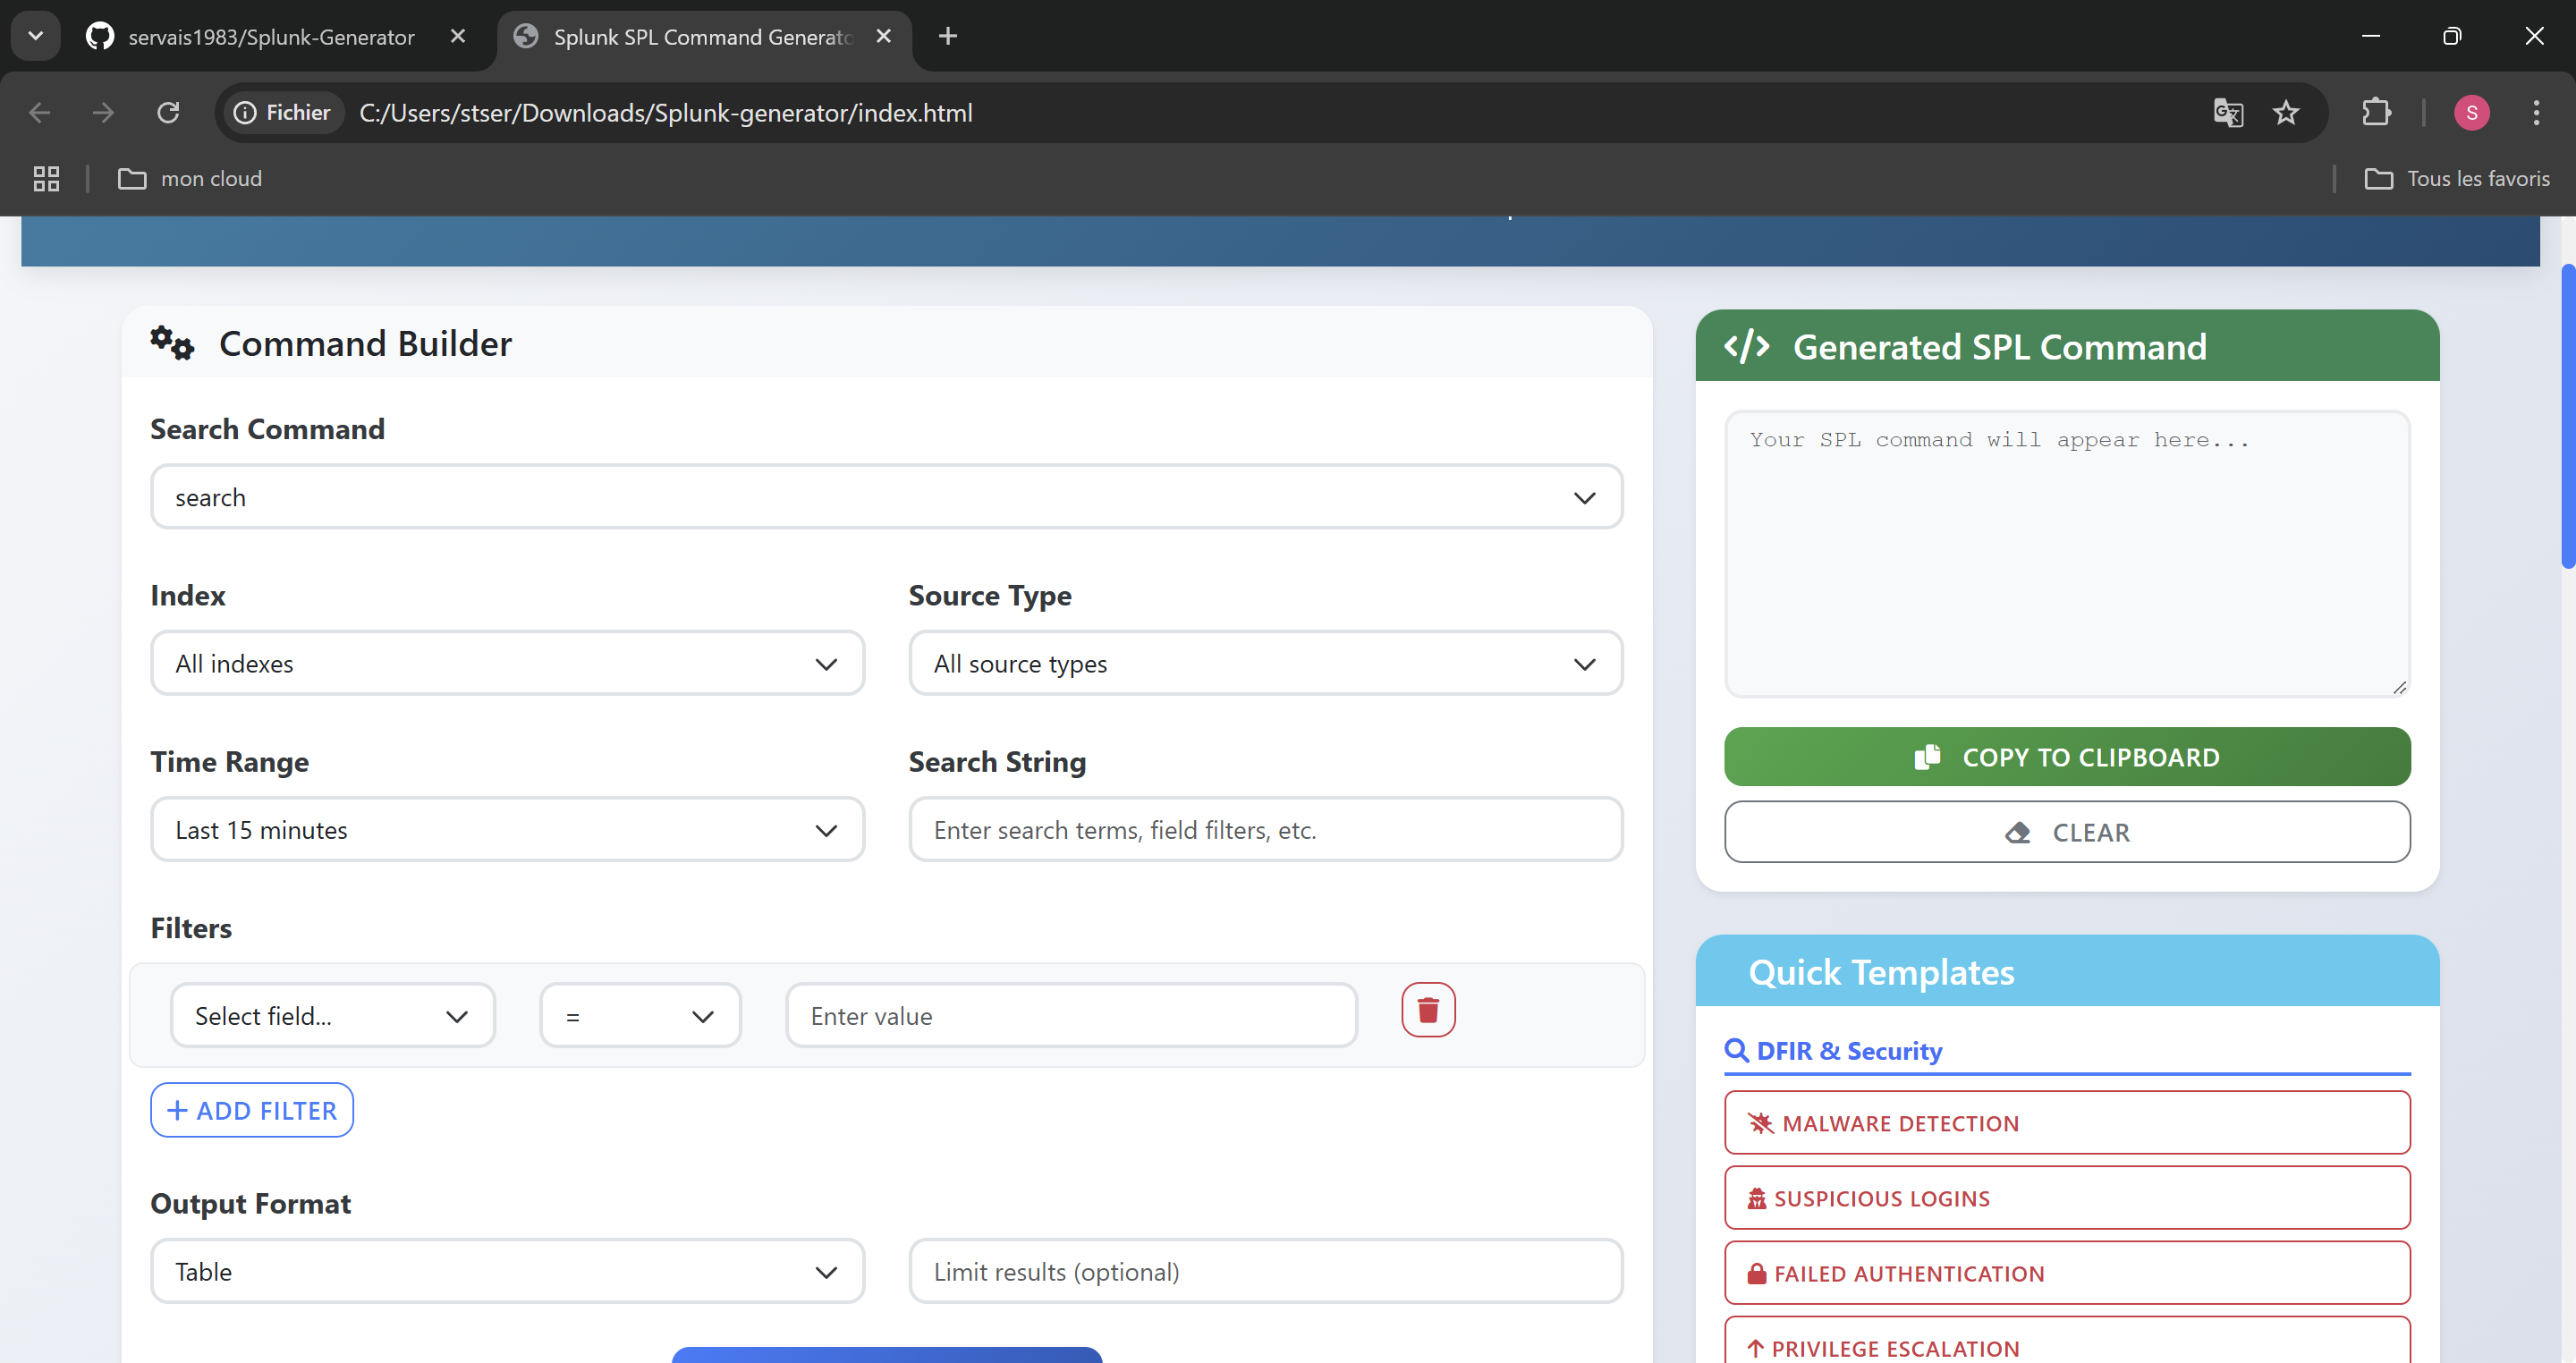 servais1983/Splunk-Generator
Splunk SPL Command Generato
Fichier
C:/Users/stser/Downloads/Splunk-generator/index.html
S
mon cloud
Tous les favoris
Command Builder
Search Command
search
Index
Source Type
All indexes
All source types
Time Range
Search String
Last 15 minutes
Enter search terms, field filters, etc.
Filters
Select field...
=
Enter value
+ ADD FILTER
Output Format
Table
Limit results (optional)
</> Generated SPL Command
Your SPL command will appear here...
COPY TO CLIPBOARD
CLEAR
Quick Templates
DFIR & Security
MALWARE DETECTION
SUSPICIOUS LOGINS
FAILED AUTHENTICATION
PRIVILEGE ESCALATION